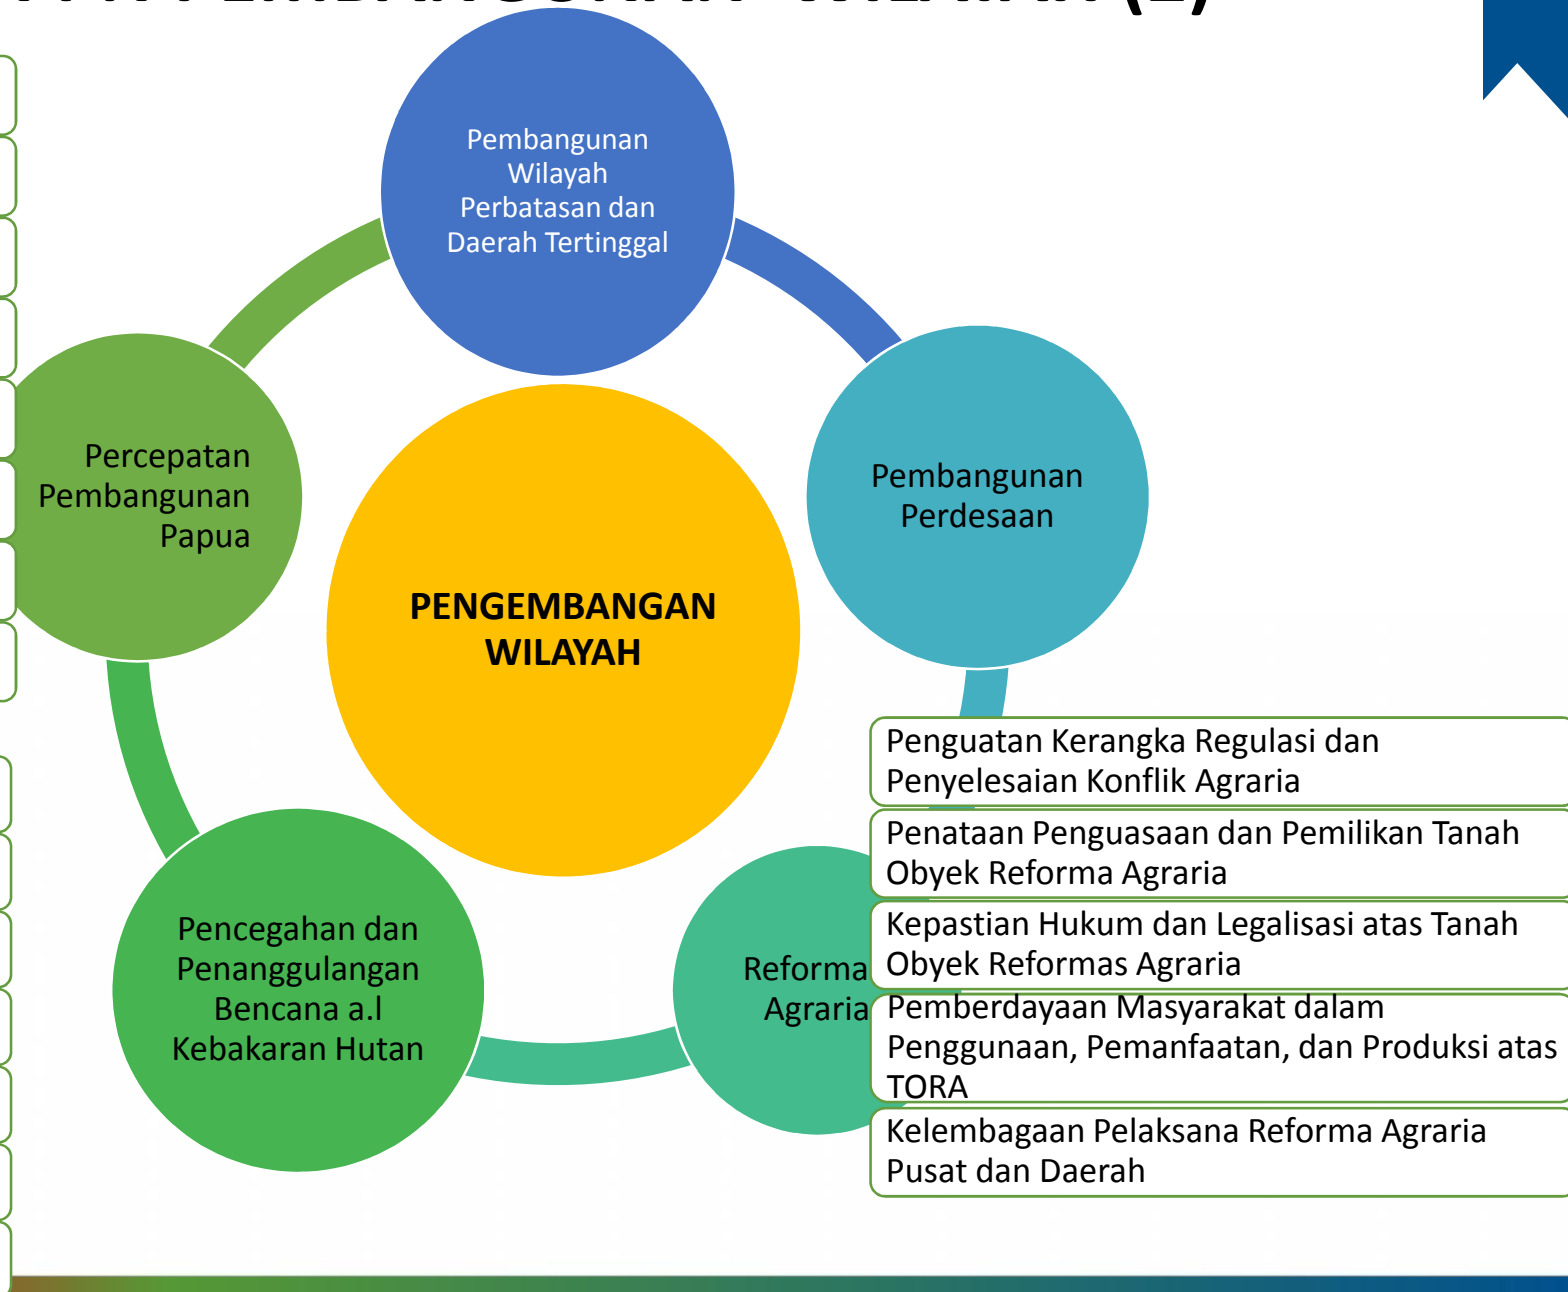 WILAYAH (2)
Pembangunan
Wilayah
Perbatasan dan
Daerah Tertinggal
Percepatan
Pembangunan
Papua
Pembangunan
Perdesaan
PENGEMBANGAN
WILAYAH
Pencegahan dan
Penanggulangan
Bencana a.l
Kebakaran Hutan
Reforma
Agraria
Penguatan Kerangka Regulasi dan
Penyelesaian Konflik Agraria
Penataan Penguasaan dan Pemilikan Tanah
Obyek Reforma Agraria
Kepastian Hukum dan Legalisasi atas Tanah
Obyek Reformas Agraria
Pemberdayaan Masyarakat dalam
Penggunaan, Pemanfaatan, dan Produksi atas
TORA
Kelembagaan Pelaksana Reforma Agraria
Pusat dan Daerah